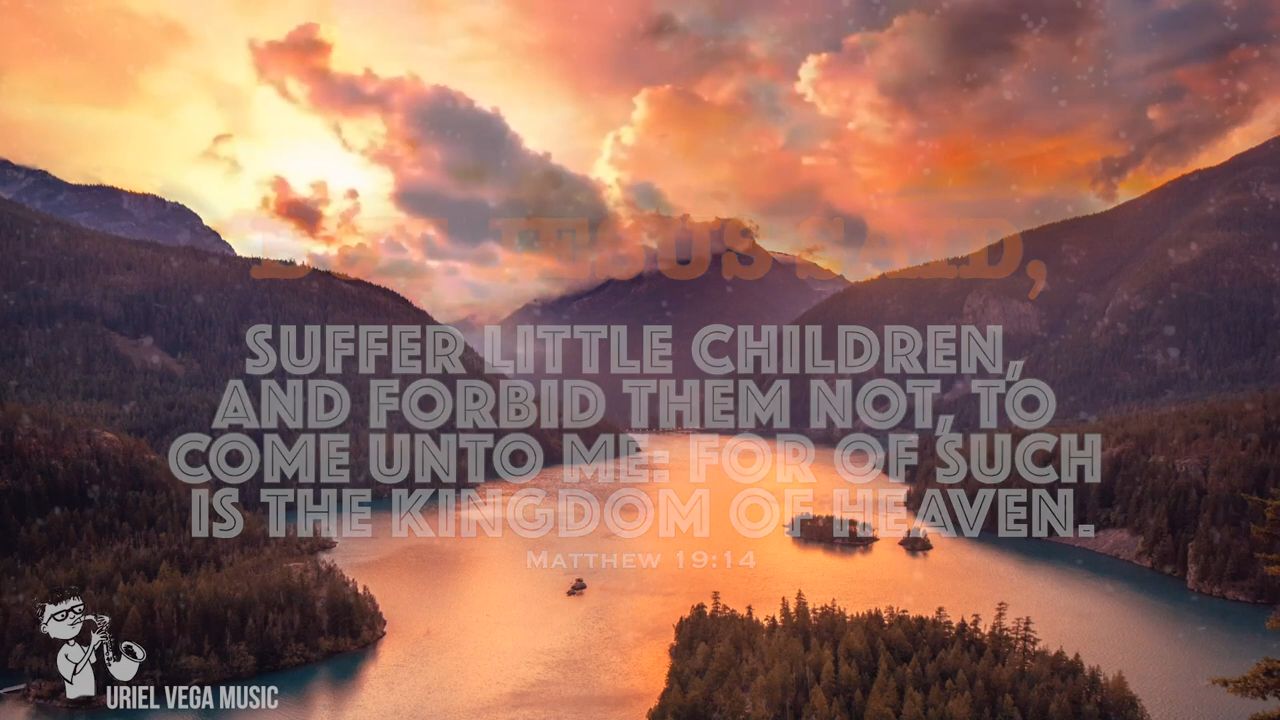 BUT JESUS SAID,
SUFFER LITTLE CHILDREN,
AND FORBID THEM NOT, TO
COME UNTO ME: FOR OF SUCH
IS THE KINGDOM OF HEAVEN.
MATTHEW 19:14
URIEL VEGA MUSIC